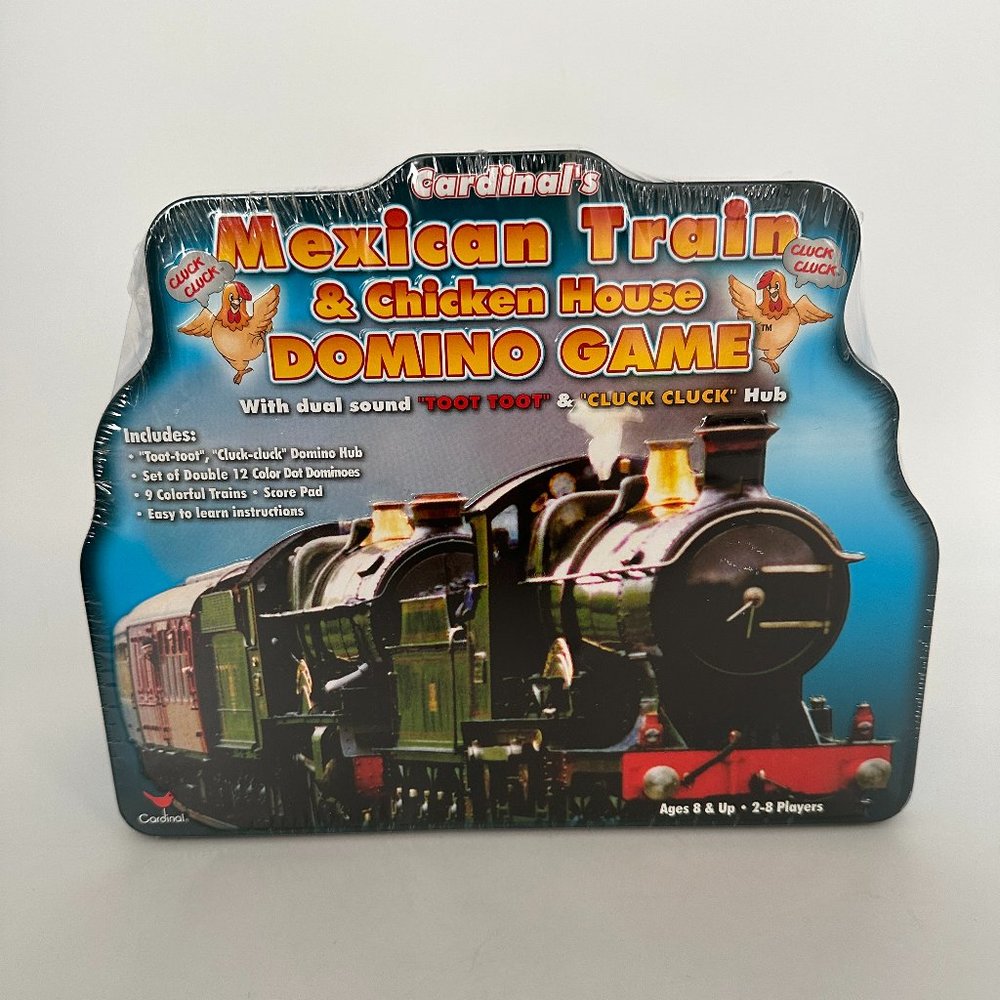 Cardinal's
Mexican Train
CLUCK
CLUCK
CLUCK
CLUCK
& Chicken House
DOMINO GAME™
With dual sound "TOOT TOOT" & "CLUCK CLUCK" Hub
Includes:
• "Toot-toot", "Cluck-cluck" Domino Hub
• Set of Double 12 Color Dot Dominoes
• 9 Colorful Trains • Score Pad
• Easy to learn instructions
Ages 8 & Up • 2-8 Players
Cardinal®